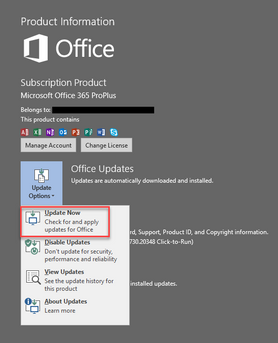 Product Information
Office
Subscription Product
Microsoft Office 365 ProPlus
Belongs to:
This product contains
Manage Account
Change License
Update Options
Office Updates
Updates are automatically downloaded and installed.
Update Now
Check for and apply
updates for Office
Disable Updates
Don't update for security,
performance and reliability
View Updates
See the update history for
this product
About Updates
Learn more
rd, Support, Product ID, and Copyright information.
730.20348 Click-to-Run)
installed updates.